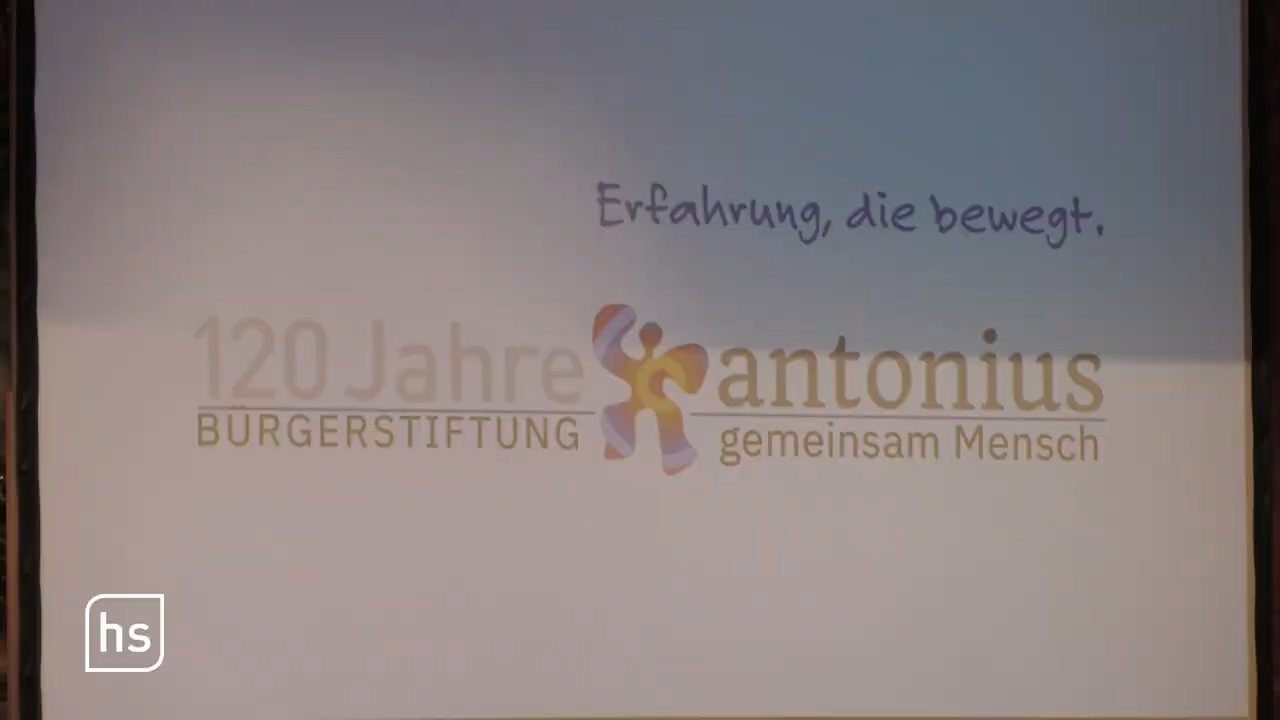 Erfahrung, die bewegt.
120 Jahre antonius
BÜRGERSTIFTUNG gemeinsam Mensch
hs